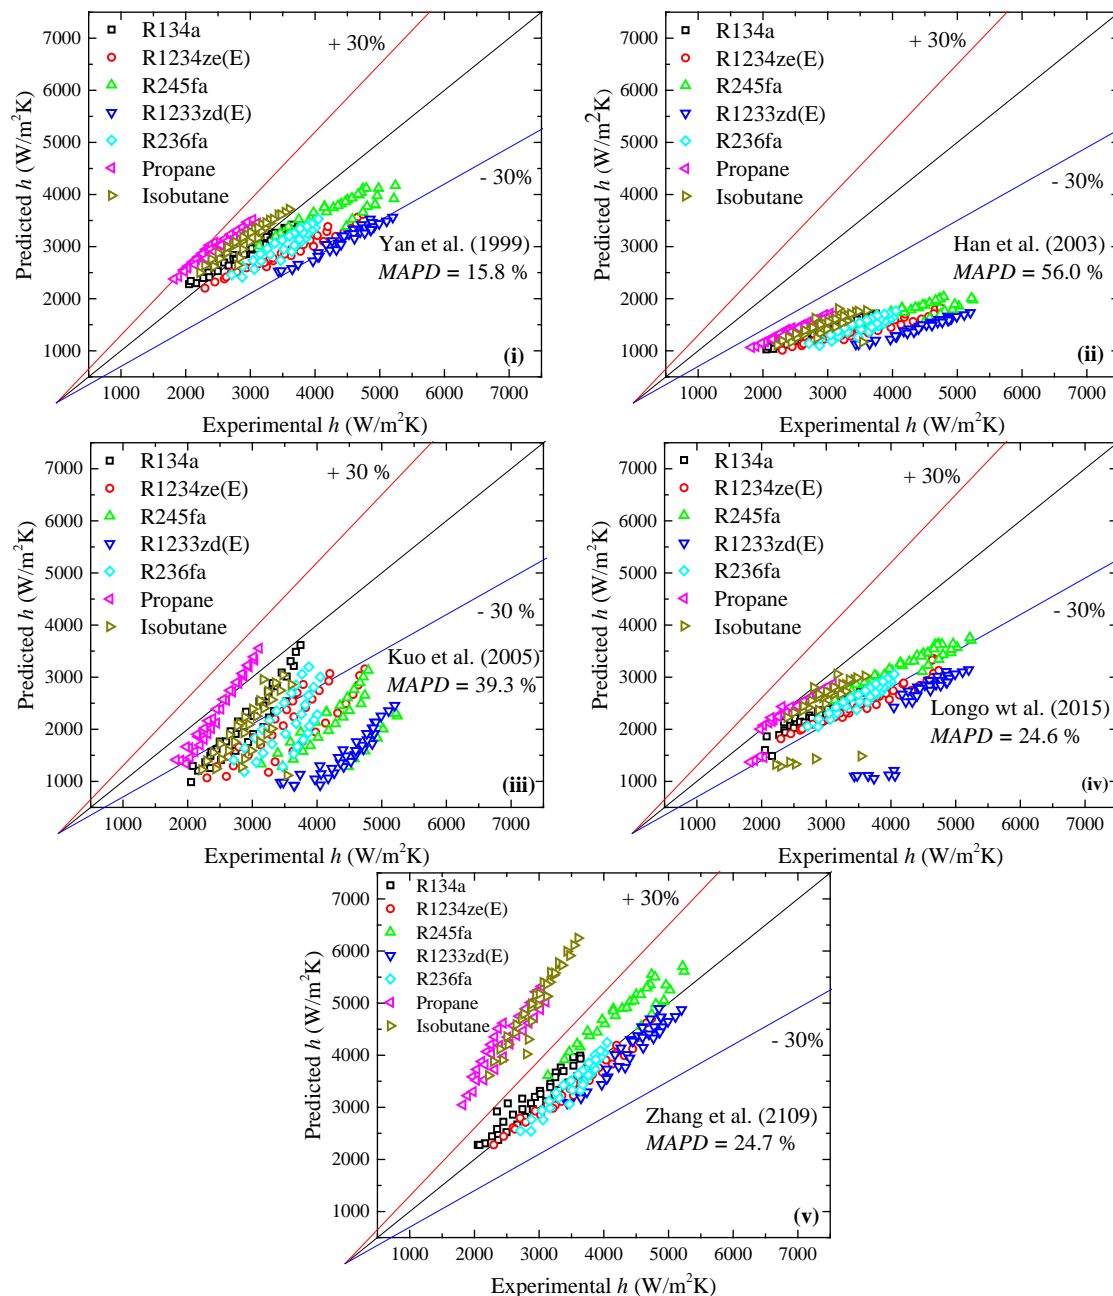 7000
6000
5000
4000
3000
2000
1000
Predicted h (W/m²K)
R134a
R1234ze(E)
R245fa
R1233zd(E)
R236fa
Propane
Isobutane
+ 30%
- 30%
Yan et al. (1999)
MAPD = 15.8 %
(i)
1000 2000 3000 4000 5000 6000 7000
Experimental h (W/m²K)
7000
6000
5000
4000
3000
2000
1000
Predicted h (W/m²K)
R134a
R1234ze(E)
R245fa
R1233zd(E)
R236fa
Propane
Isobutane
+ 30%
- 30%
Han et al. (2003)
MAPD = 56.0 %
(ii)
1000 2000 3000 4000 5000 6000 7000
Experimental h (W/m²K)
7000
6000
5000
4000
3000
2000
1000
Predicted h (W/m²K)
R134a
R1234ze(E)
R245fa
R1233zd(E)
R236fa
Propane
Isobutane
+ 30 %
- 30 %
Kuo et al. (2005)
MAPD = 39.3 %
(iii)
1000 2000 3000 4000 5000 6000 7000
Experimental h (W/m²K)
7000
6000
5000
4000
3000
2000
1000
Predicted h (W/m²K)
R134a
R1234ze(E)
R245fa
R1233zd(E)
R236fa
Propane
Isobutane
+ 30%
- 30%
Longo wt al. (2015)
MAPD = 24.6 %
(iv)
1000 2000 3000 4000 5000 6000 7000
Experimental h (W/m²K)
7000
6000
5000
4000
3000
2000
1000
Predicted h (W/m²K)
R134a
R1234ze(E)
R245fa
R1233zd(E)
R236fa
Propane
Isobutane
+ 30%
- 30%
Zhang et al. (2109)
MAPD = 24.7 %
(v)
1000 2000 3000 4000 5000 6000 7000
Experimental h (W/m²K)